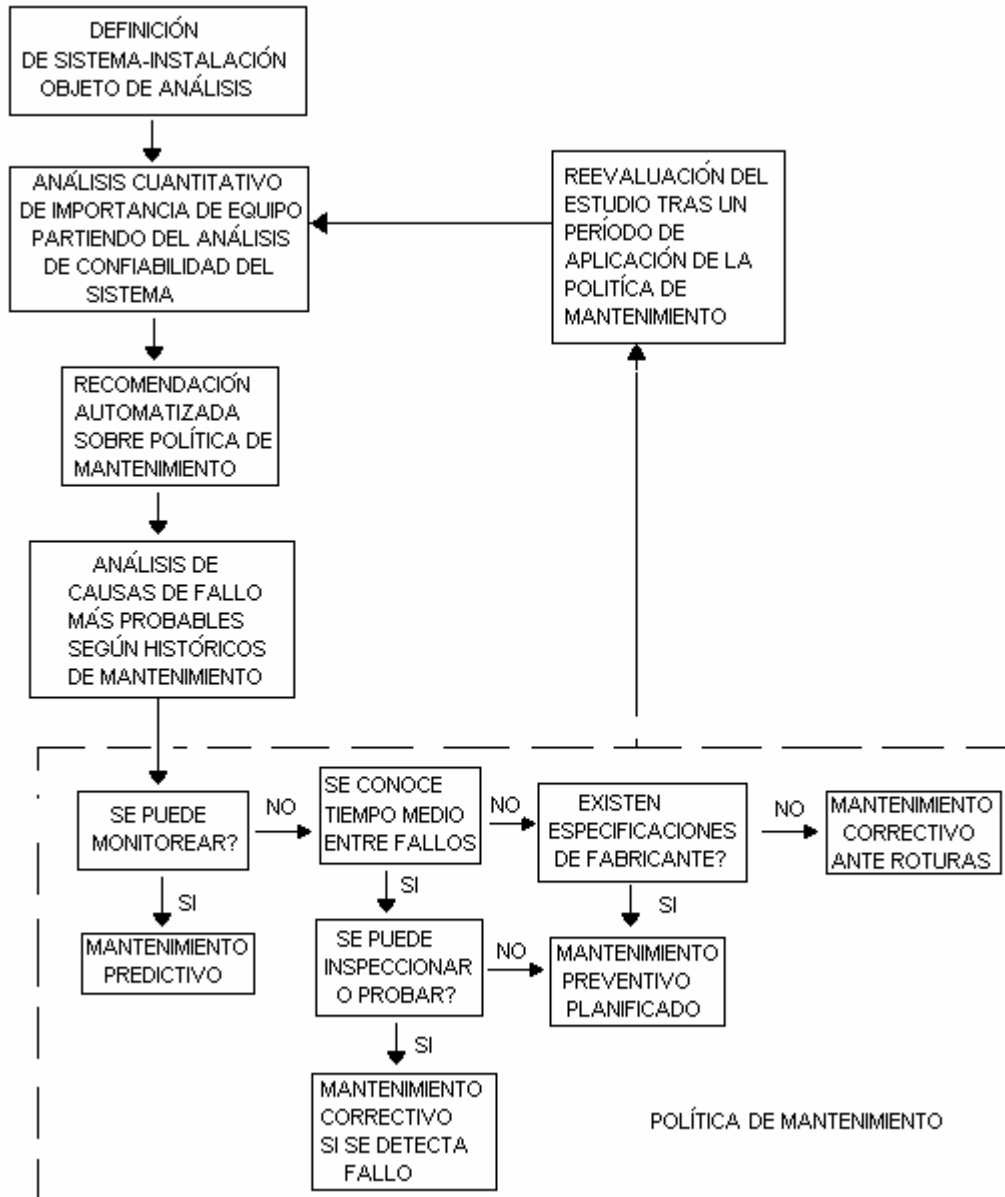 DEFINICIÓN
DE SISTEMA-INSTALACIÓN
OBJETO DE ANÁLISIS
ANÁLISIS CUANTITATIVO
DE IMPORTANCIA DE EQUIPO
PARTIENDO DEL ANÁLISIS
DE CONFIABILIDAD DEL
SISTEMA
REEVALUACIÓN DEL
ESTUDIO TRAS UN
PERÍODO DE
APLICACIÓN DE LA
POLITÍCA DE
MANTENIMIENTO
RECOMENDACIÓN
AUTOMATIZADA
SOBRE POLÍTICA DE
MANTENIMIENTO
ANÁLISIS DE
CAUSAS DE FALLO
MÁS PROBABLES
SEGÚN HISTÓRICOS
DE MANTENIMIENTO
SE PUEDE
MONITOREAR?
NO
SE CONOCE
TIEMPO MEDIO
ENTRE FALLOS
NO
EXISTEN
ESPECIFICACIONES
DE FABRICANTE?
NO
MANTENIMIENTO
CORRECTIVO
ANTE ROTURAS
SI
SI
SI
MANTENIMIENTO
PREDICTIVO
SE PUEDE
INSPECCIONAR
O PROBAR?
NO
MANTENIMIENTO
PREVENTIVO
PLANIFICADO
SI
MANTENIMIENTO
CORRECTIVO
SI SE DETECTA
FALLO
POLÍTICA DE MANTENIMIENTO